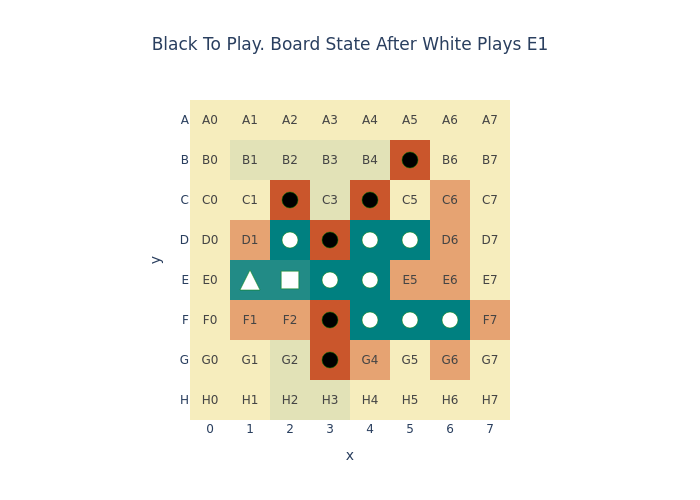 Black To Play. Board State After White Plays E1
A A0 A1 A2 A3 A4 A5 A6 A7
B B0 B1 B2 B3 B4 B6 B7
C C0 C1 C3 C5 C6 C7
D D0 D1 D6 D7
y
E E0 E5 E6 E7
F F0 F1 F2 F7
G G0 G1 G2 G4 G5 G6 G7
H H0 H1 H2 H3 H4 H5 H6 H7
0 1 2 3 4 5 6 7
x